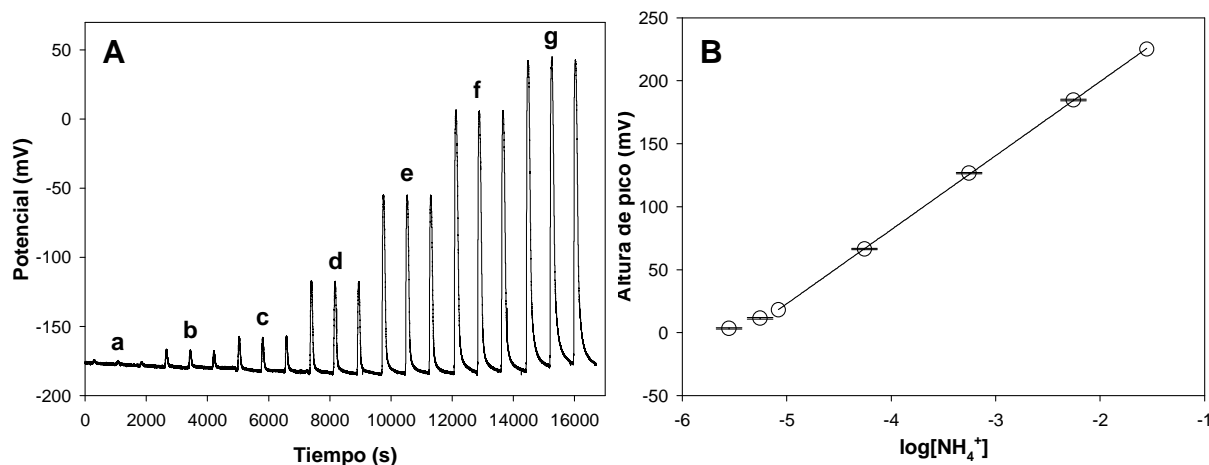 A
Potencial (mV)
50
0
-50
-100
-150
-200
a
b
c
d
e
f
g
0 2000 4000 6000 8000 10000 12000 14000 16000
Tiempo (s)
B
Altura de pico (mV)
250
200
150
100
50
0
-50
-6 -5 -4 -3 -2 -1
log[NH₄⁺]